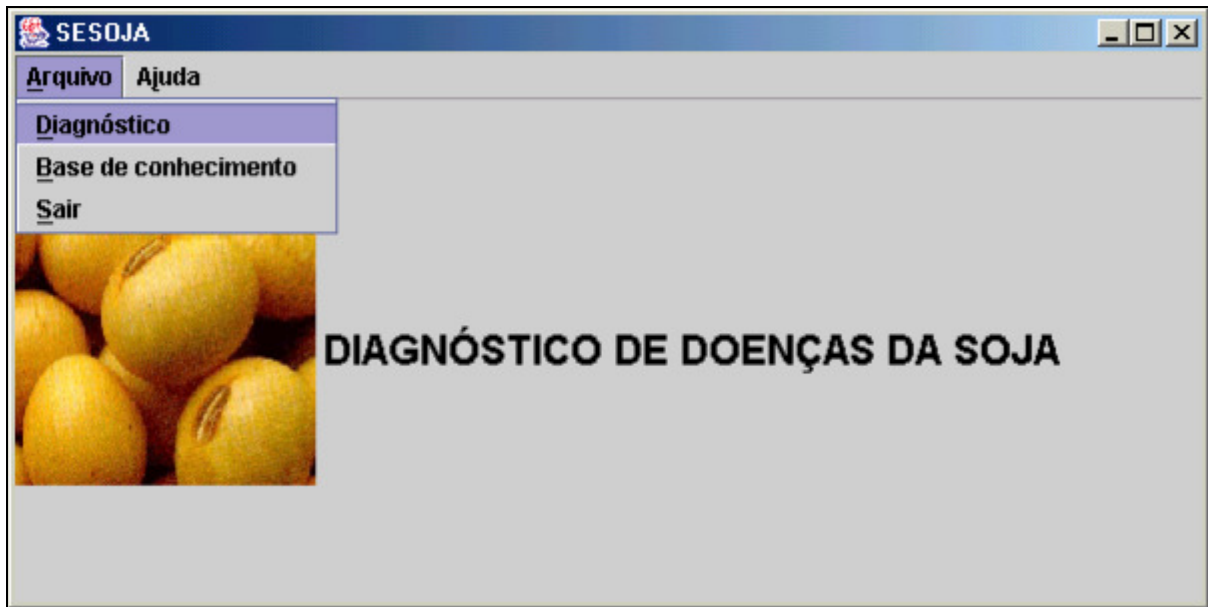 SESOJA
Arquivo Ajuda
Diagnóstico
Base de conhecimento
Sair
DIAGNÓSTICO DE DOENÇAS DA SOJA